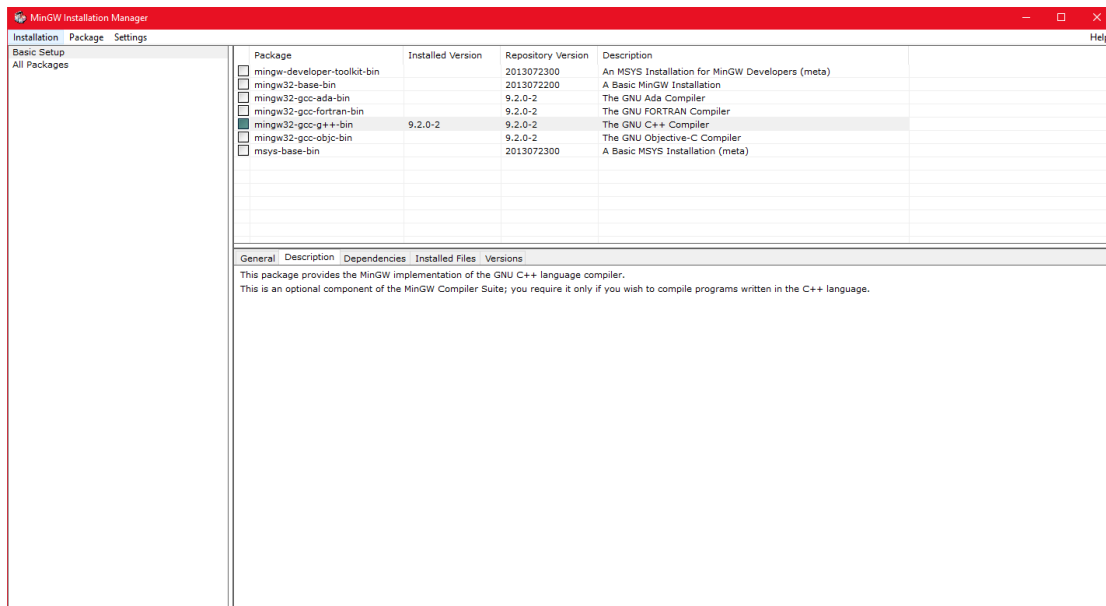 MinGW Installation Manager
Installation Package Settings Help
Basic Setup
All Packages
Package Installed Version Repository Version Description
mingw-developer-toolkit-bin 2013072300 An MSYS Installation for MinGW Developers (meta)
mingw32-base-bin 2013072200 A Basic MinGW Installation
mingw32-gcc-ada-bin 9.2.0-2 The GNU Ada Compiler
mingw32-gcc-fortran-bin 9.2.0-2 The GNU FORTRAN Compiler
mingw32-gcc-g++-bin 9.2.0-2 9.2.0-2 The GNU C++ Compiler
mingw32-gcc-objc-bin 9.2.0-2 The GNU Objective-C Compiler
msys-base-bin 2013072300 A Basic MSYS Installation (meta)
General Description Dependencies Installed Files Versions
This package provides the MinGW implementation of the GNU C++ language compiler.
This is an optional component of the MinGW Compiler Suite; you require it only if you wish to compile programs written in the C++ language.